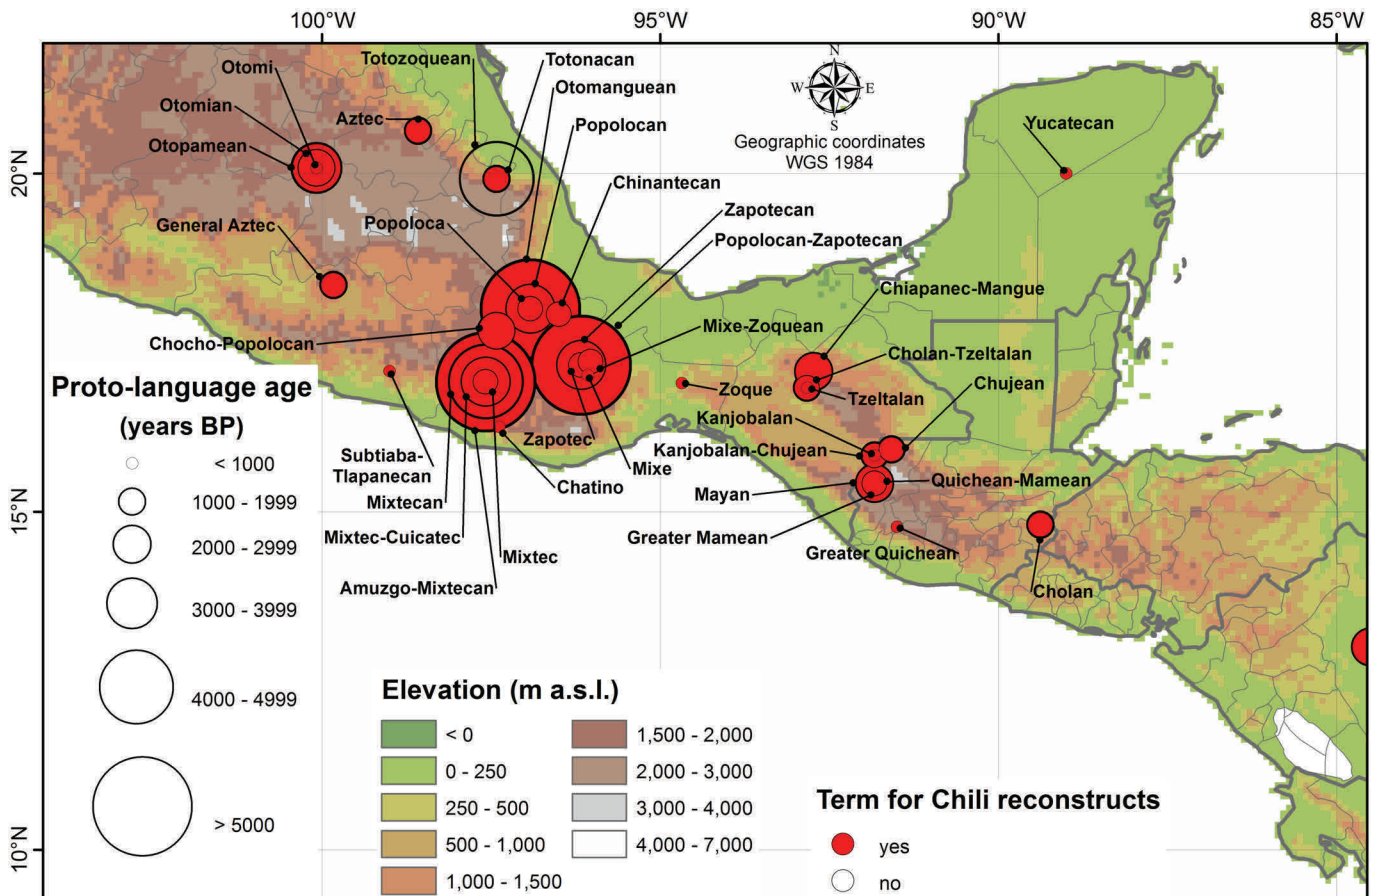 100°W
95°W
90°W
85°W
20°N
15°N
10°N
Totozoquean
Totonacan
Otomi
Otomanguean
Otomian
Aztec
Popolocan
Otopamean
N
W
E
S
Geographic coordinates
WGS 1984
Yucatecan
Chinantecan
General Aztec
Popoloca
Zapotecan
Popolocan-Zapotecan
Chiapanec-Mangue
Mixe-Zoquean
Chocho-Popolocan
Cholan-Tzeltalan
Chujean
Zoque
Tzeltalan
Kanjobalan
Zapotec
Kanjobalan-Chujean
Subtiaba-
Tlapanecan
Mixe
Quichean-Mamean
Mixtecan
Chatino
Mayan
Mixtec-Cuicatec
Mixtec
Greater Mamean
Greater Quichean
Amuzgo-Mixtecan
Cholan
Proto-language age
(years BP)
< 1000
1000 - 1999
2000 - 2999
3000 - 3999
4000 - 4999
> 5000
Elevation (m a.s.l.)
< 0
0 - 250
250 - 500
500 - 1,000
1,000 - 1,500
1,500 - 2,000
2,000 - 3,000
3,000 - 4,000
4,000 - 7,000
Term for Chili reconstructs
yes
no